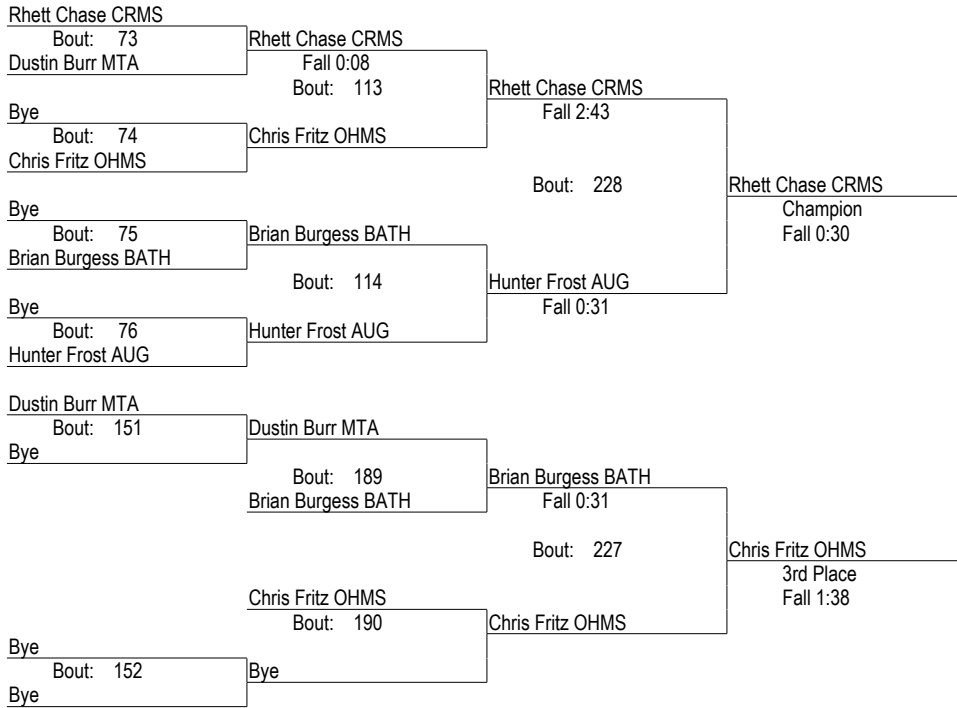 Rhett Chase CRMS
Bout: 73
Rhett Chase CRMS
Dustin Burr MTA
Fall 0:08
Bout: 113
Rhett Chase CRMS
Bye
Fall 2:43
Bout: 74
Chris Fritz OHMS
Chris Fritz OHMS
Bout: 228
Rhett Chase CRMS
Bye
Champion
Bout: 75
Brian Burgess BATH
Fall 0:30
Brian Burgess BATH
Bout: 114
Hunter Frost AUG
Bye
Fall 0:31
Bout: 76
Hunter Frost AUG
Hunter Frost AUG
Dustin Burr MTA
Bout: 151
Dustin Burr MTA
Bye
Bout: 189
Brian Burgess BATH
Brian Burgess BATH
Fall 0:31
Bout: 227
Chris Fritz OHMS
3rd Place
Chris Fritz OHMS
Fall 1:38
Bout: 190
Chris Fritz OHMS
Bye
Bout: 152
Bye
Bye